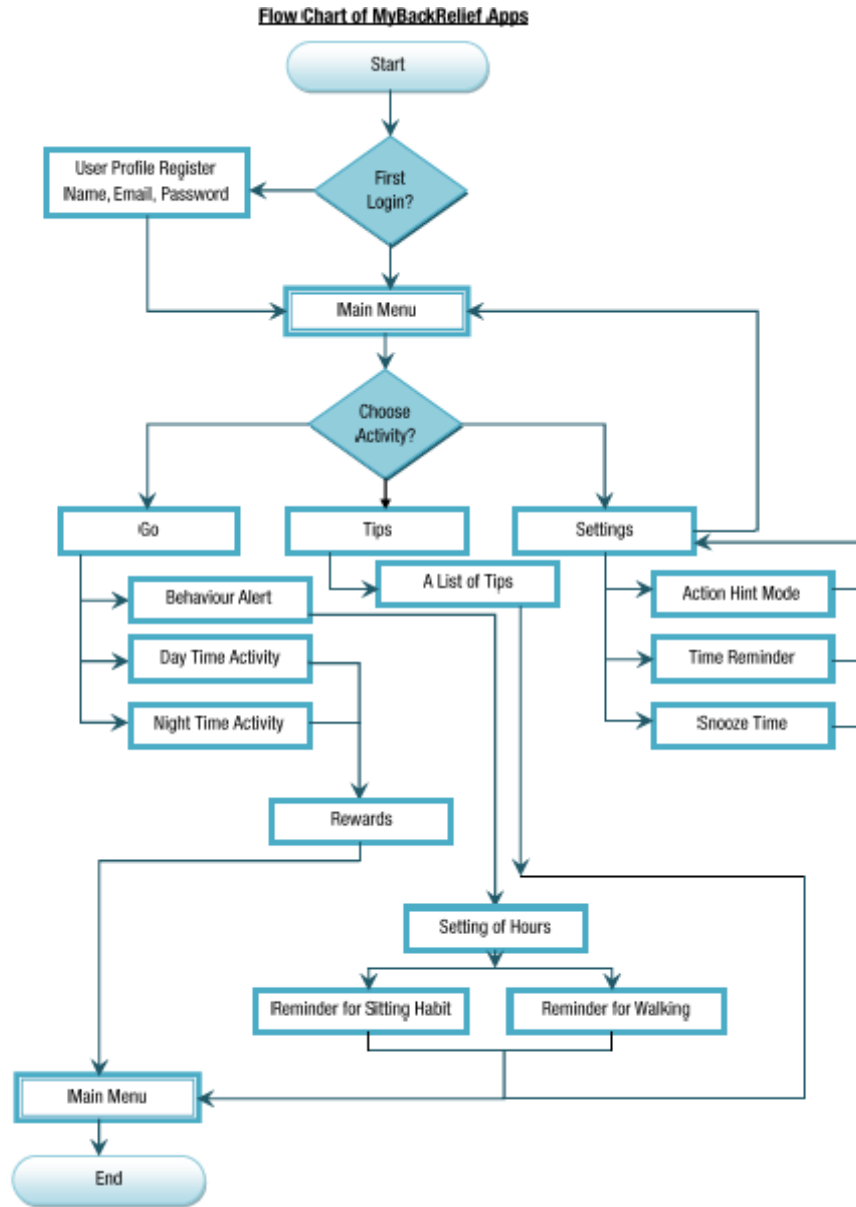 Flow Chart of MyBackRelief Apps
Start
First
Login?
User Profile Register
Name, Email, Password
Main Menu
Choose
Activity?
Go
Tips
Settings
A List of Tips
Behaviour Alert
Action Hint Mode
Day Time Activity
Time Reminder
Night Time Activity
Snooze Time
Rewards
Setting of Hours
Reminder for Sitting Habit
Reminder for Walking
Main Menu
End